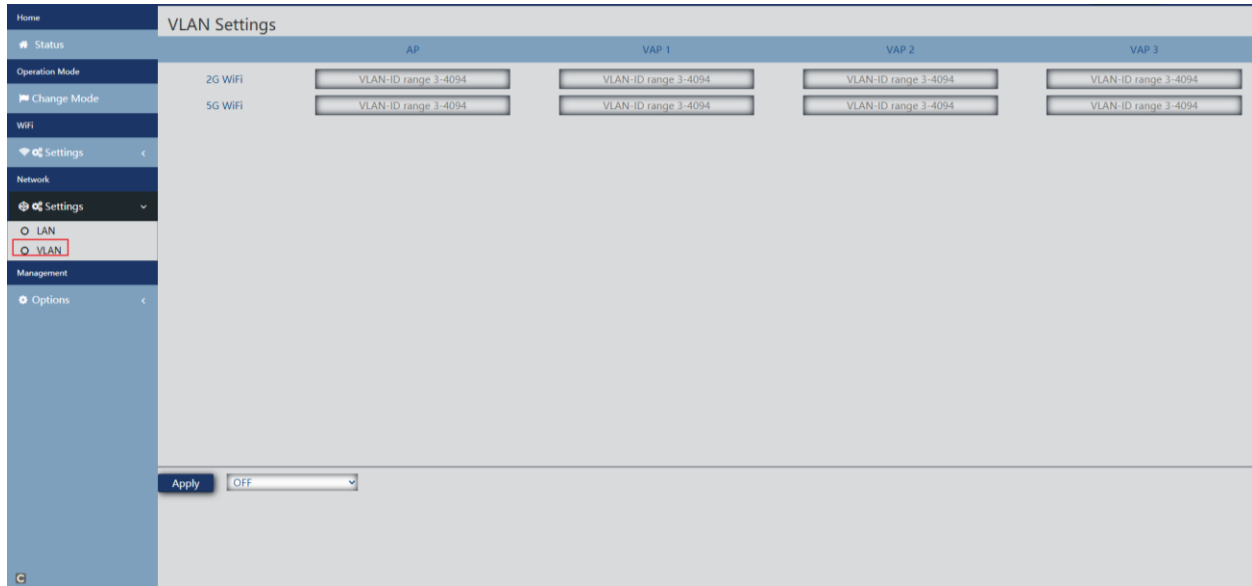 Home
VLAN Settings
Status
AP VAP 1 VAP 2 VAP 3
Operation Mode
2G WiFi VLAN-ID range 3-4094 VLAN-ID range 3-4094 VLAN-ID range 3-4094 VLAN-ID range 3-4094
Change Mode
5G WiFi VLAN-ID range 3-4094 VLAN-ID range 3-4094 VLAN-ID range 3-4094 VLAN-ID range 3-4094
WiFi
Settings
Network
Settings
LAN
VLAN
Management
Options
Apply OFF
C